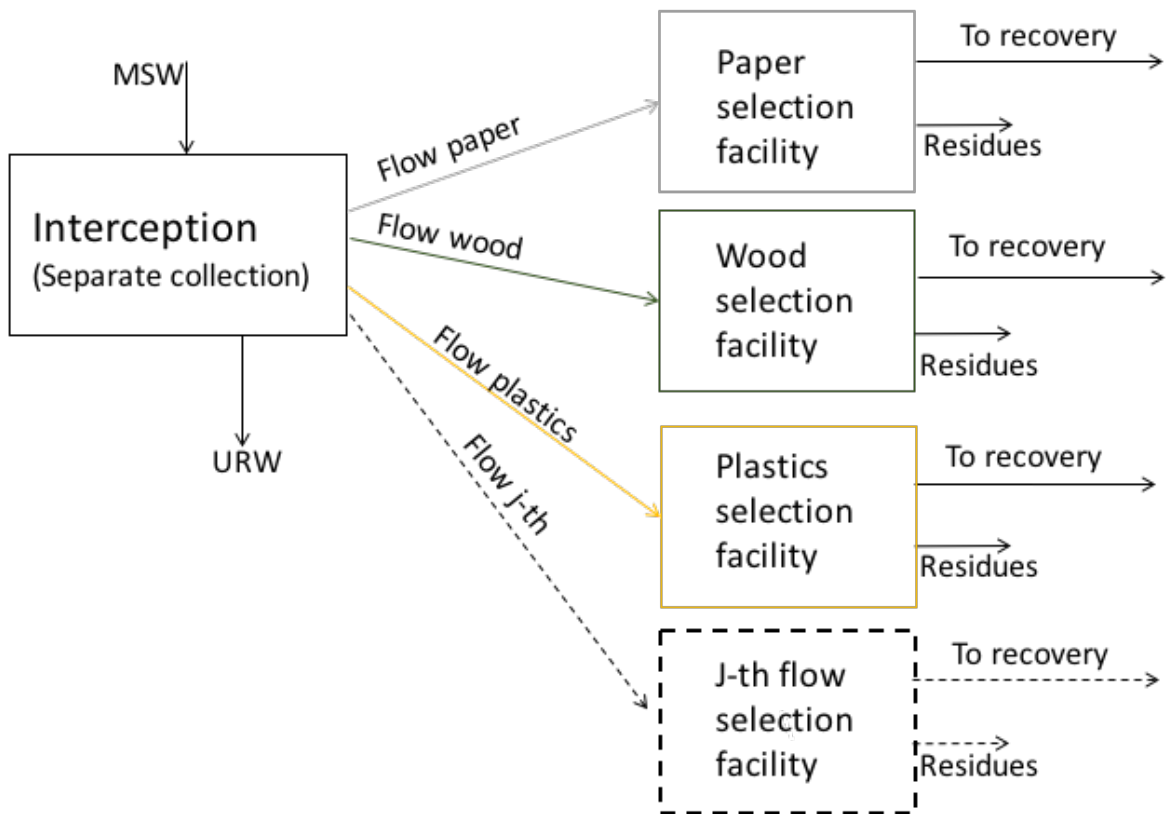 MSW
Interception
(Separate collection)
URW
Flow paper
Flow wood
Flow plastics
Flow j-th
Paper
selection
facility
To recovery
Residues
Wood
selection
facility
To recovery
Residues
Plastics
selection
facility
To recovery
Residues
J-th flow
selection
facility
To recovery
Residues